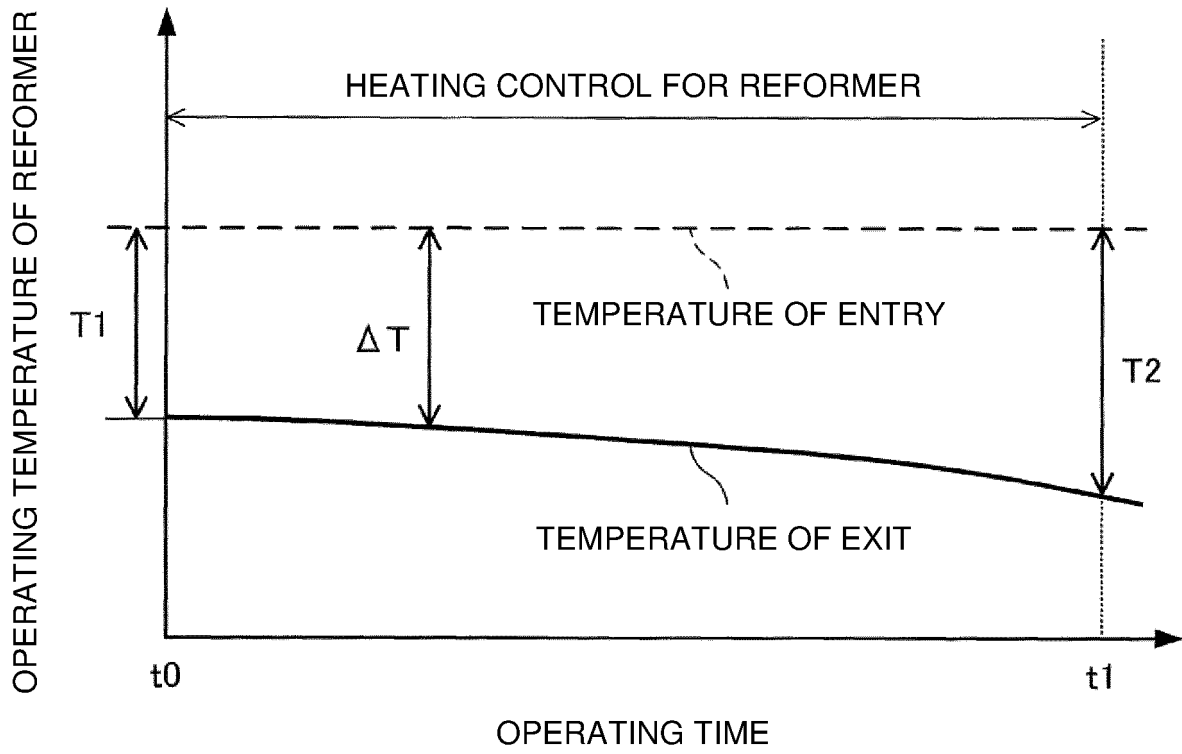 OPERATING TEMPERATURE OF REFORMER
HEATING CONTROL FOR REFORMER
T1
ΔT
TEMPERATURE OF ENTRY
T2
TEMPERATURE OF EXIT
t0
t1
OPERATING TIME